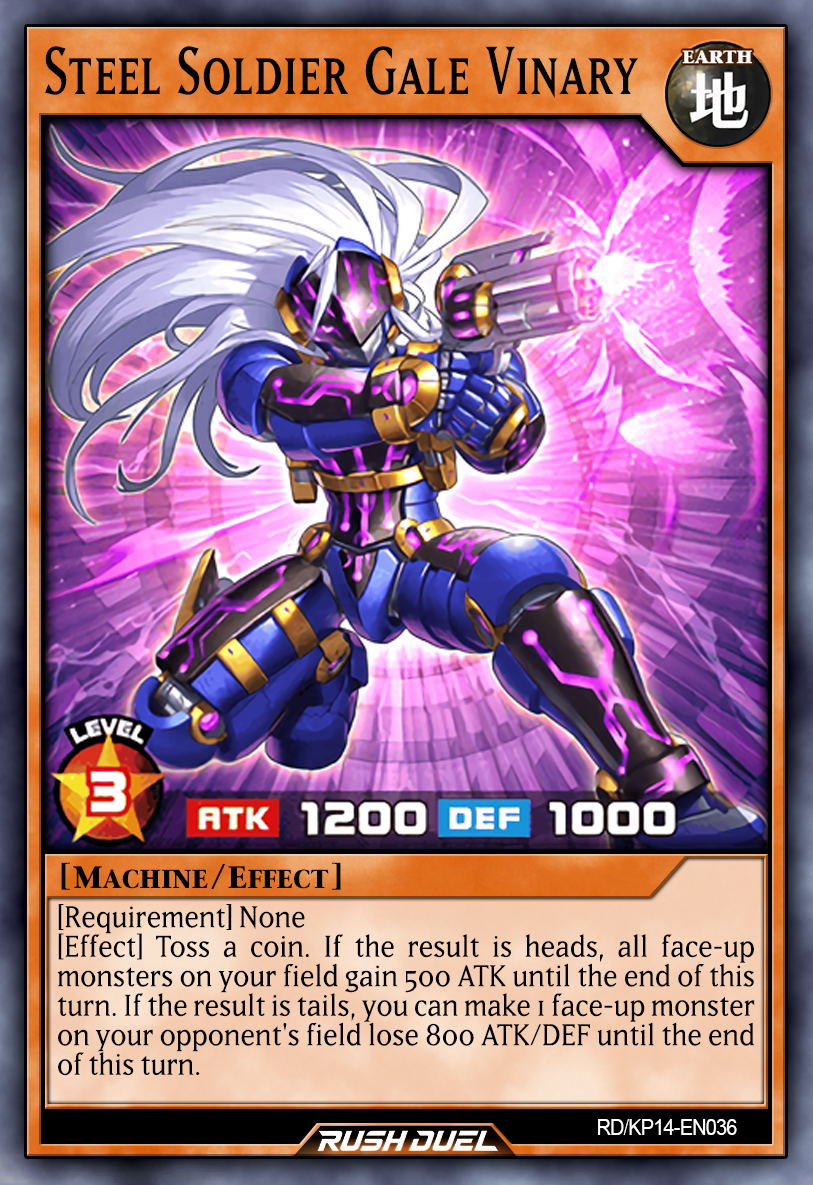 Steel Soldier Gale Vinary
EARTH
地
LEVEL
3
ATK 1200 DEF 1000
[Machine/Effect]
[Requirement] None
[Effect] Toss a coin. If the result is heads, all face-up
monsters on your field gain 500 ATK until the end of this
turn. If the result is tails, you can make 1 face-up monster
on your opponent's field lose 800 ATK/DEF until the end
of this turn.
RUSH DUEL
RD/KP14-EN036